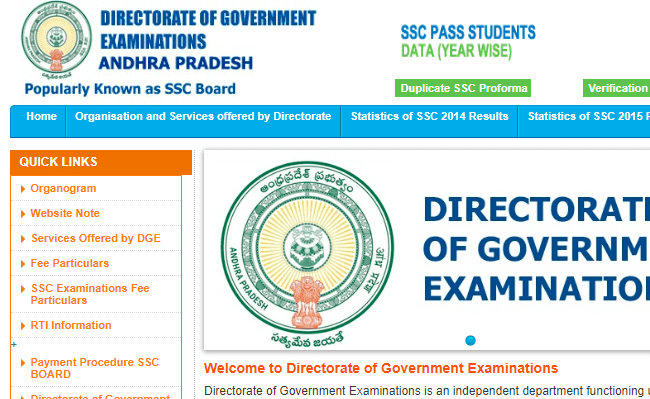 DIRECTORATE OF GOVERNMENT
EXAMINATIONS
ANDHRA PRADESH
Popularly Known as SSC Board
SSC PASS STUDENTS
DATA (YEAR WISE)
Duplicate SSC Proforma
Verification
Home
Organisation and Services offered by Directorate
Statistics of SSC 2014 Results
Statistics of SSC 2015
QUICK LINKS
Organogram
Website Note
Services Offered by DGE
Fee Particulars
SSC Examinations Fee
Particulars
RTI Information
+
Payment Procedure SSC
BOARD
Directorate of Government
ఆంధ్రప్రదేశ్ ప్రభుత్వం
ANDHRA PRADESH
आन्ध्र प्रदेश
సత్యమేవ జయతే
DIRECTORATE
OF GOVERNM
EXAMINATIO
Welcome to Directorate of Government Examinations
Directorate of Government Examinations is an independent department functioning